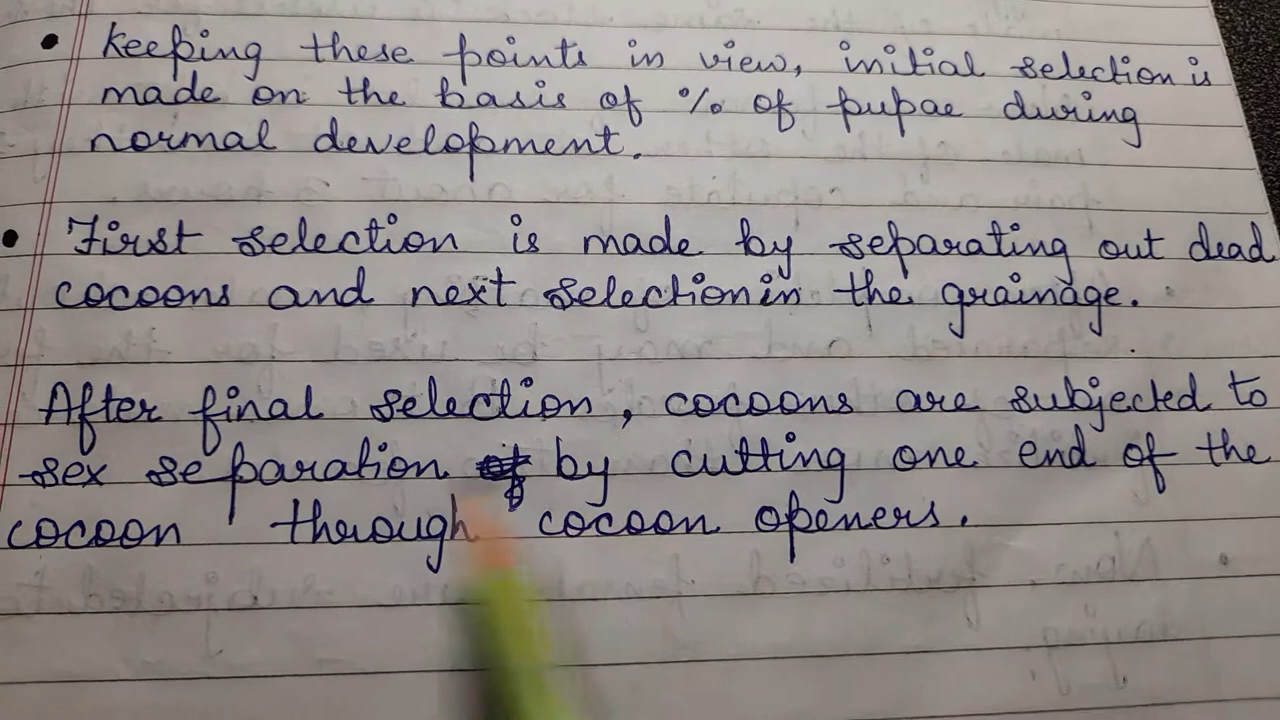 • Keeping these points in view, initial selection is
made on the basis of % of pupae during
normal development.
• First selection is made by separating out dead
cocoons and next selection in the grainage.
After final selection, cocoons are subjected to
sex separation by cutting one end of the
cocoon through cocoon openers.